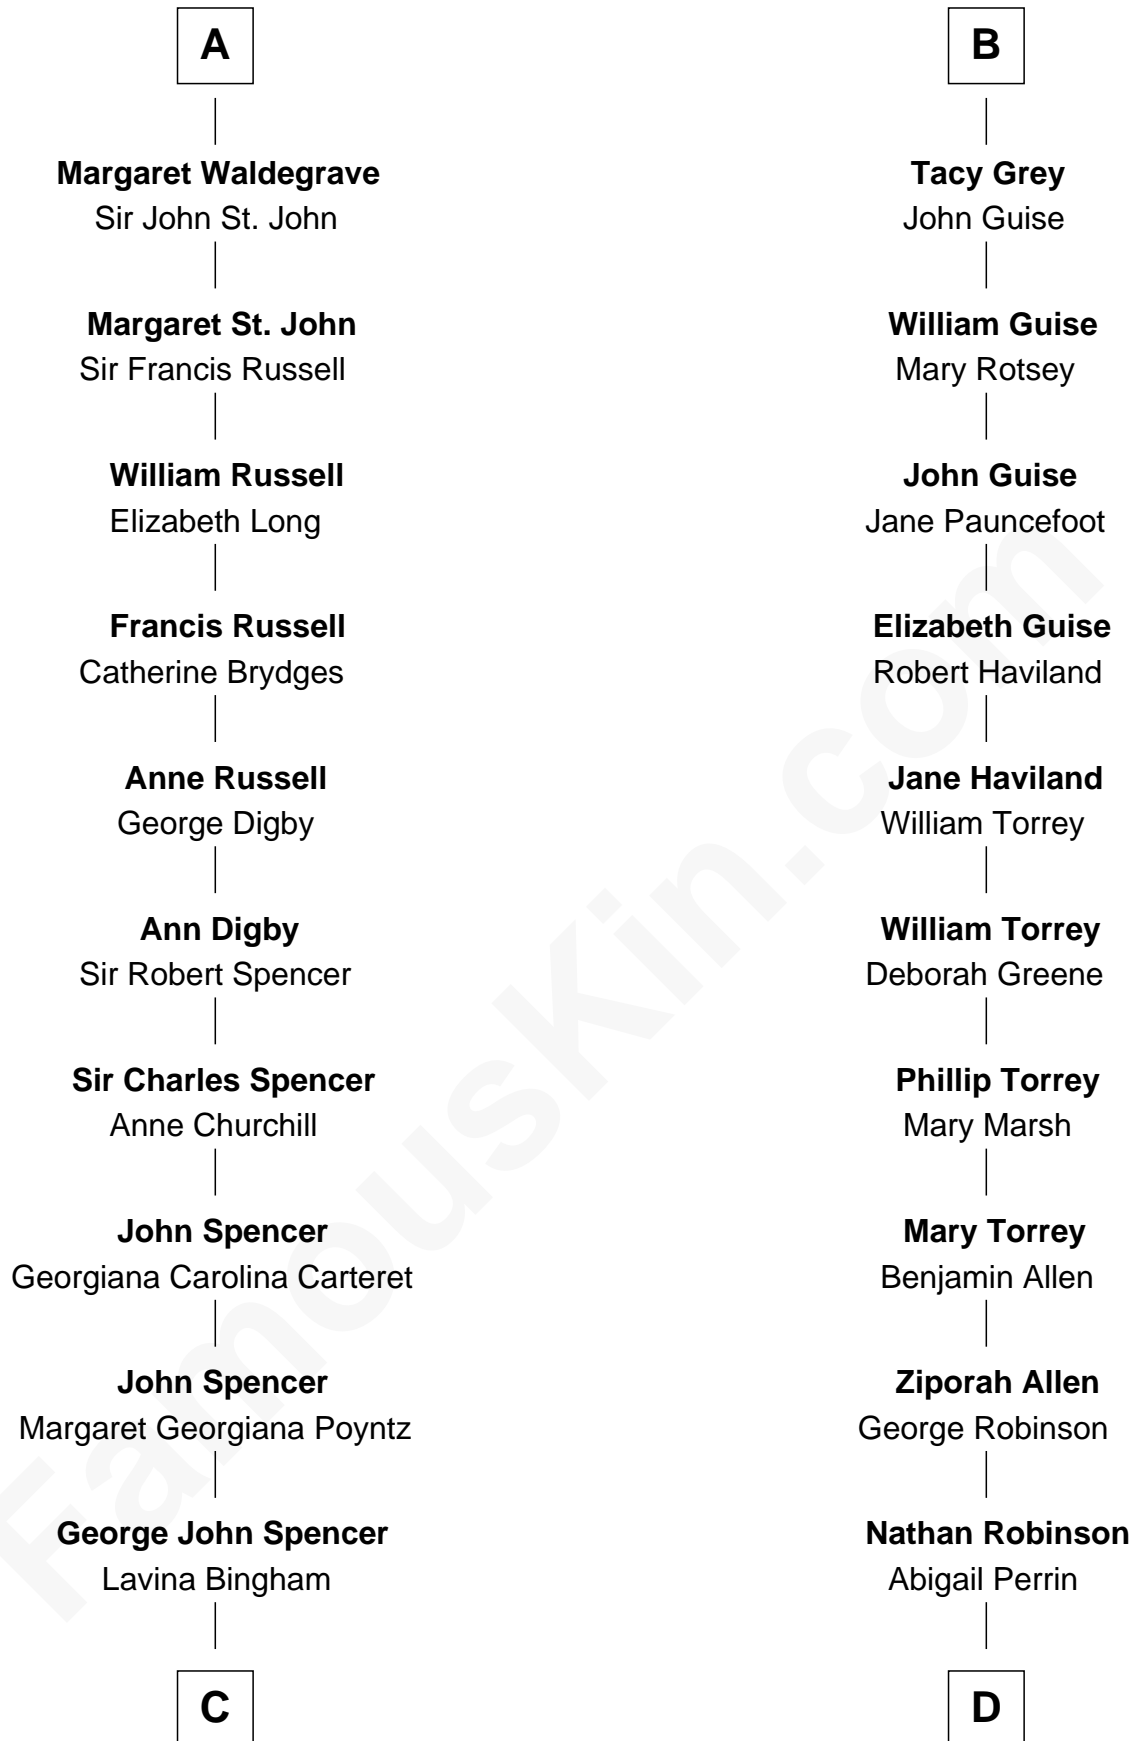 A
Margaret Waldegrave
Sir John St. John
Margaret St. John
Sir Francis Russell
William Russell
Elizabeth Long
Francis Russell
Catherine Brydges
Anne Russell
George Digby
Ann Digby
Sir Robert Spencer
Sir Charles Spencer
Anne Churchill
John Spencer
Georgiana Carolina Carteret
John Spencer
Margaret Georgiana Poyntz
George John Spencer
Lavina Bingham
C
B
Tacy Grey
John Guise
William Guise
Mary Rotsey
John Guise
Jane Pauncefoot
Elizabeth Guise
Robert Haviland
Jane Haviland
William Torrey
William Torrey
Deborah Greene
Phillip Torrey
Mary Marsh
Mary Torrey
Benjamin Allen
Ziporah Allen
George Robinson
Nathan Robinson
Abigail Perrin
D
FamousKin.com